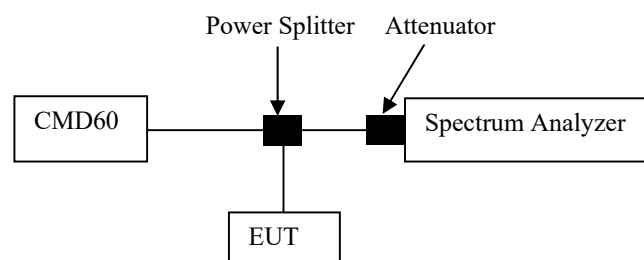 Power Splitter
Attenuator
CMD60
Spectrum Analyzer
EUT